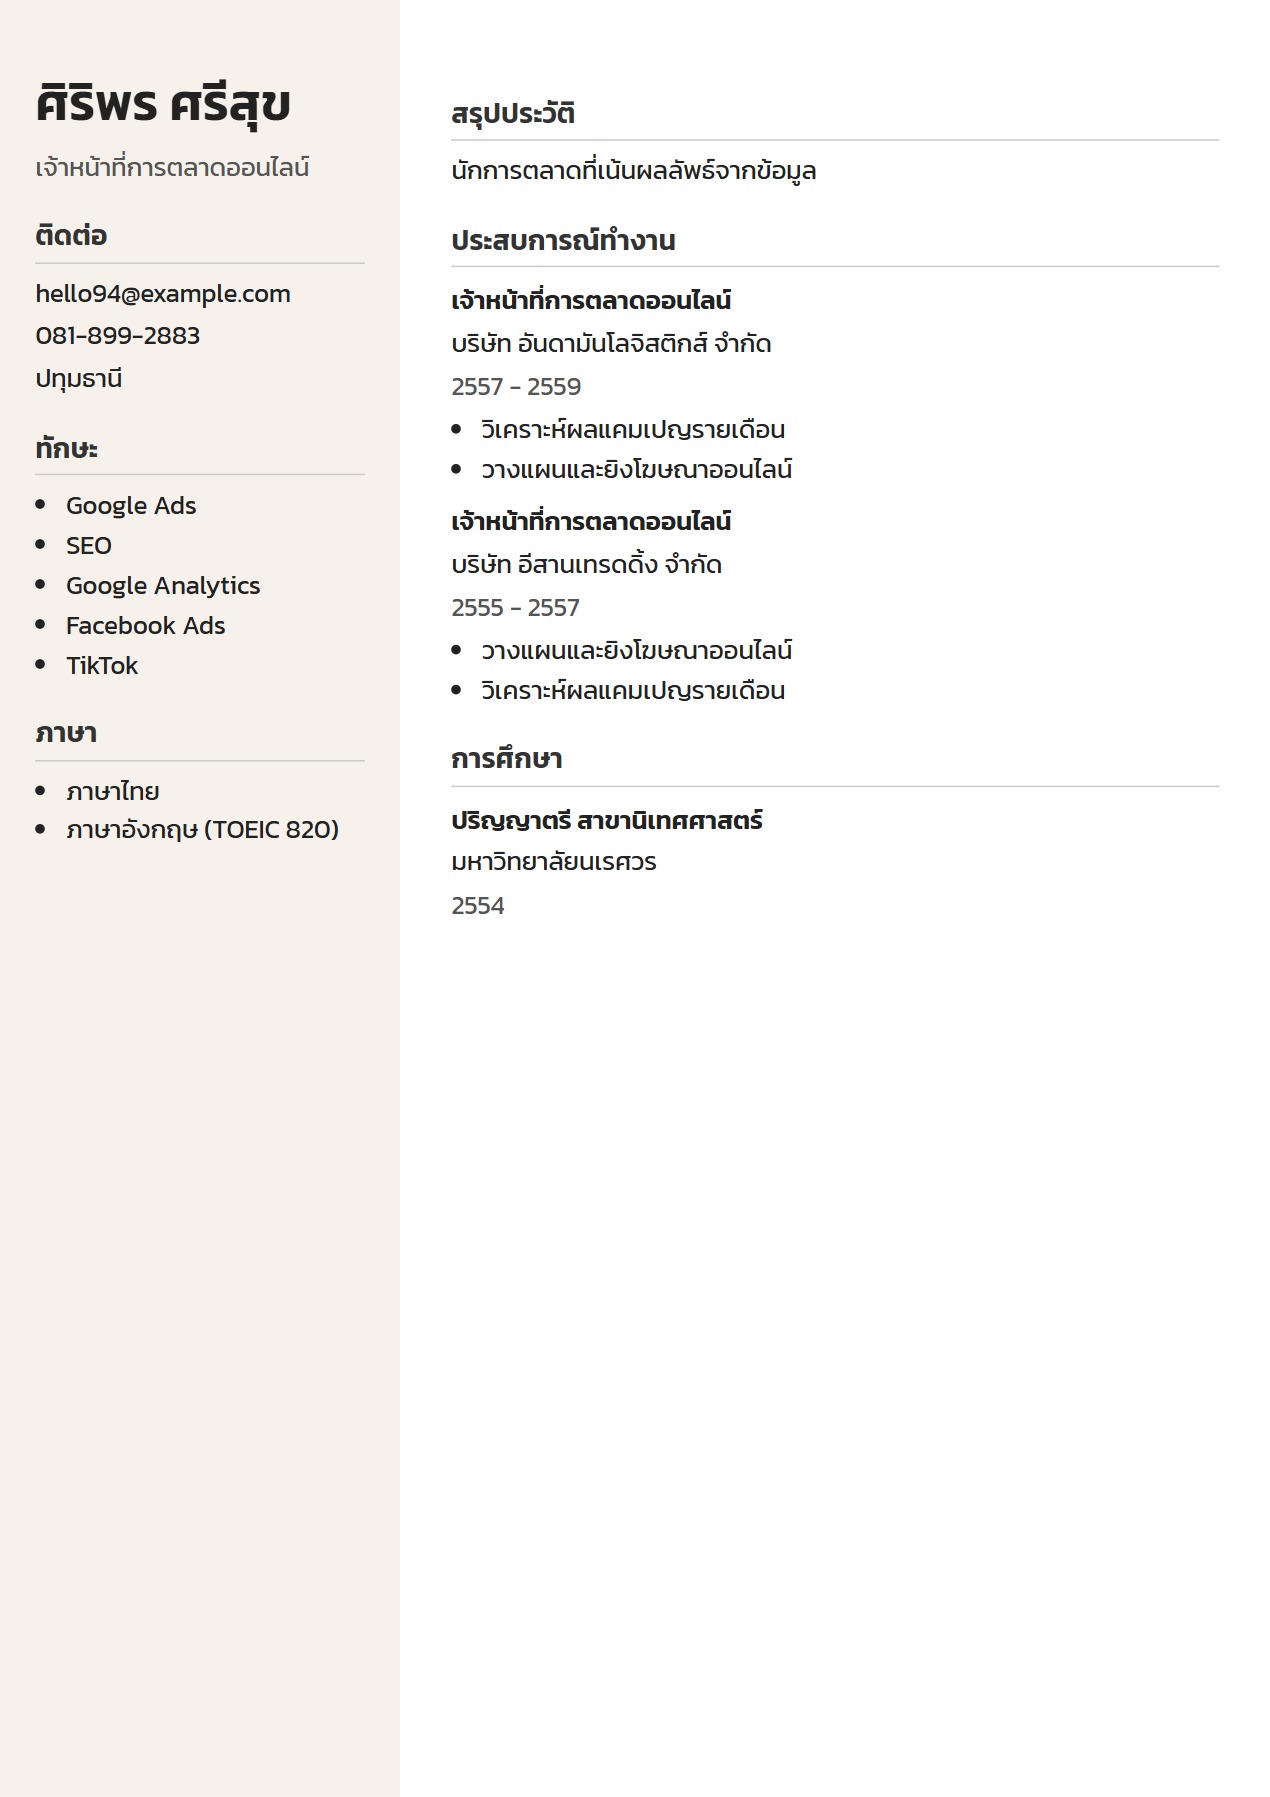 ศิริพร ศรีสุข
เจ้าหน้าที่การตลาดออนไลน์
ติดต่อ
hello94@example.com
081-899-2883
ปทุมธานี
ทักษะ
• Google Ads
• SEO
• Google Analytics
• Facebook Ads
• TikTok
ภาษา
• ภาษาไทย
• ภาษาอังกฤษ (TOEIC 820)
สรุปประวัติ
นักการตลาดที่เน้นผลลัพธ์จากข้อมูล
ประสบการณ์ทำงาน
เจ้าหน้าที่การตลาดออนไลน์
บริษัท อันดามันโลจิสติกส์ จำกัด
2557 – 2559
• วิเคราะห์ผลแคมเปญรายเดือน
• วางแผนและยิงโฆษณาออนไลน์
เจ้าหน้าที่การตลาดออนไลน์
บริษัท อีสานเทรดดิ้ง จำกัด
2555 – 2557
• วางแผนและยิงโฆษณาออนไลน์
• วิเคราะห์ผลแคมเปญรายเดือน
การศึกษา
ปริญญาตรี สาขานิเทศศาสตร์
มหาวิทยาลัยนเรศวร
2554